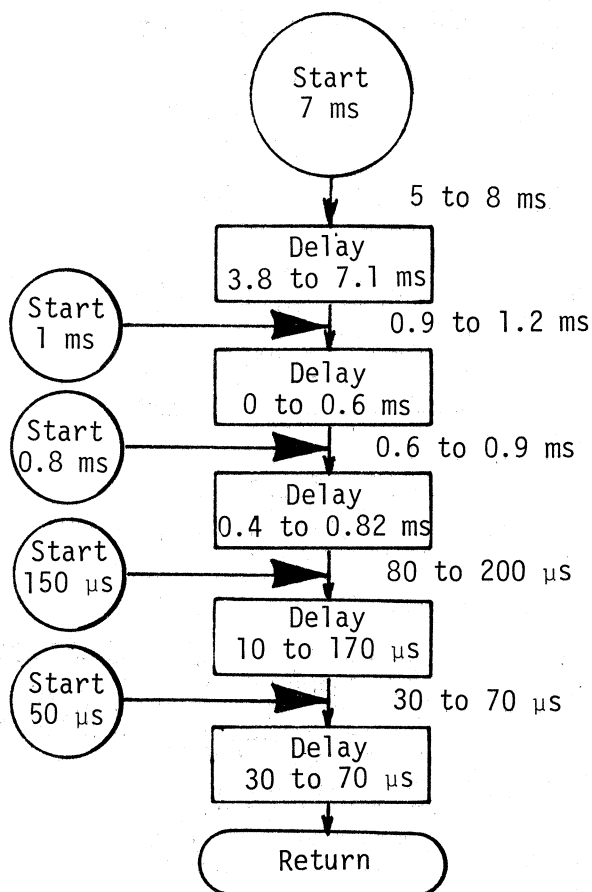 Start
7 ms
5 to 8 ms
Delay
3.8 to 7.1 ms
Start
1 ms
0.9 to 1.2 ms
Delay
0 to 0.6 ms
Start
0.8 ms
0.6 to 0.9 ms
Delay
0.4 to 0.82 ms
Start
150 μs
80 to 200 μs
Delay
10 to 170 μs
Start
50 μs
30 to 70 μs
Delay
30 to 70 μs
Return